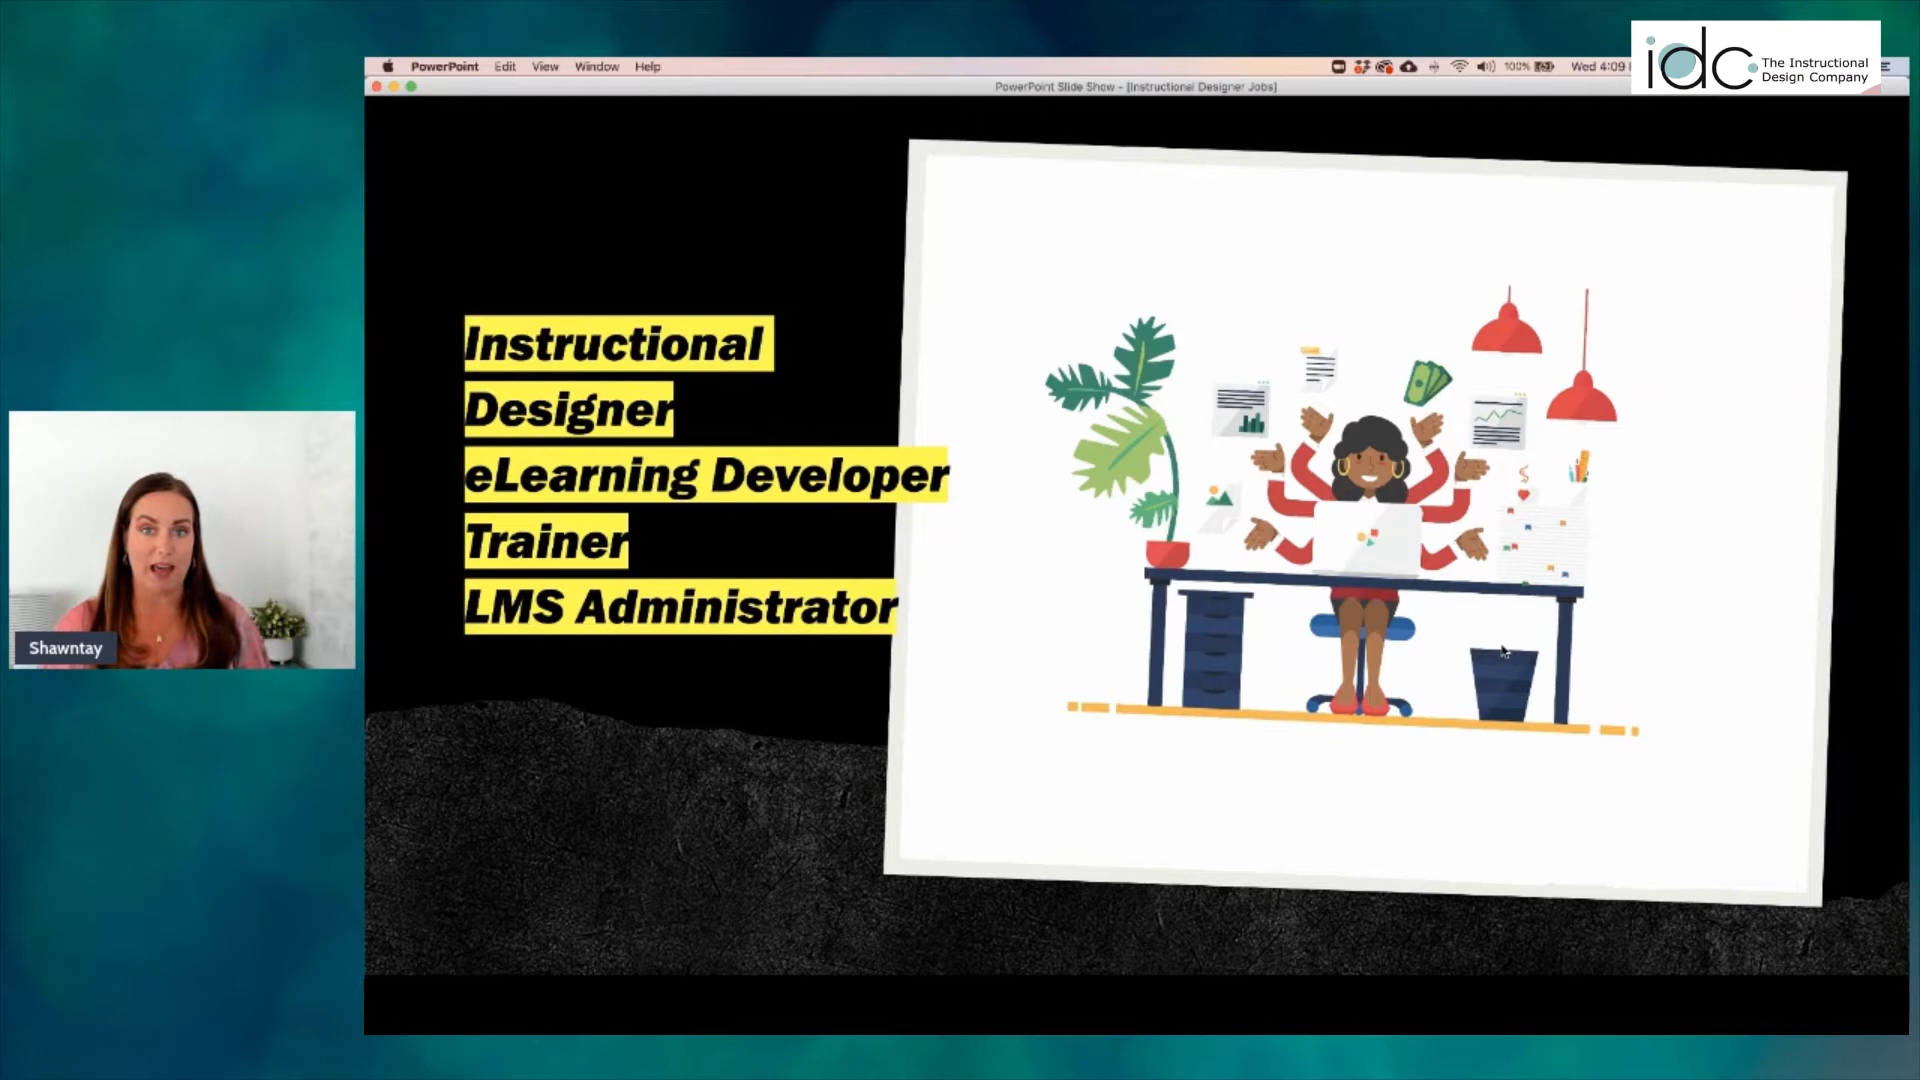 PowerPoint Edit View Window Help 100% Wed 4:09
idc The Instructional
Design Company
PowerPoint Slide Show - [Instructional Designer Jobs]
Instructional
Designer
eLearning Developer
Trainer
LMS Administrator
Shawntay